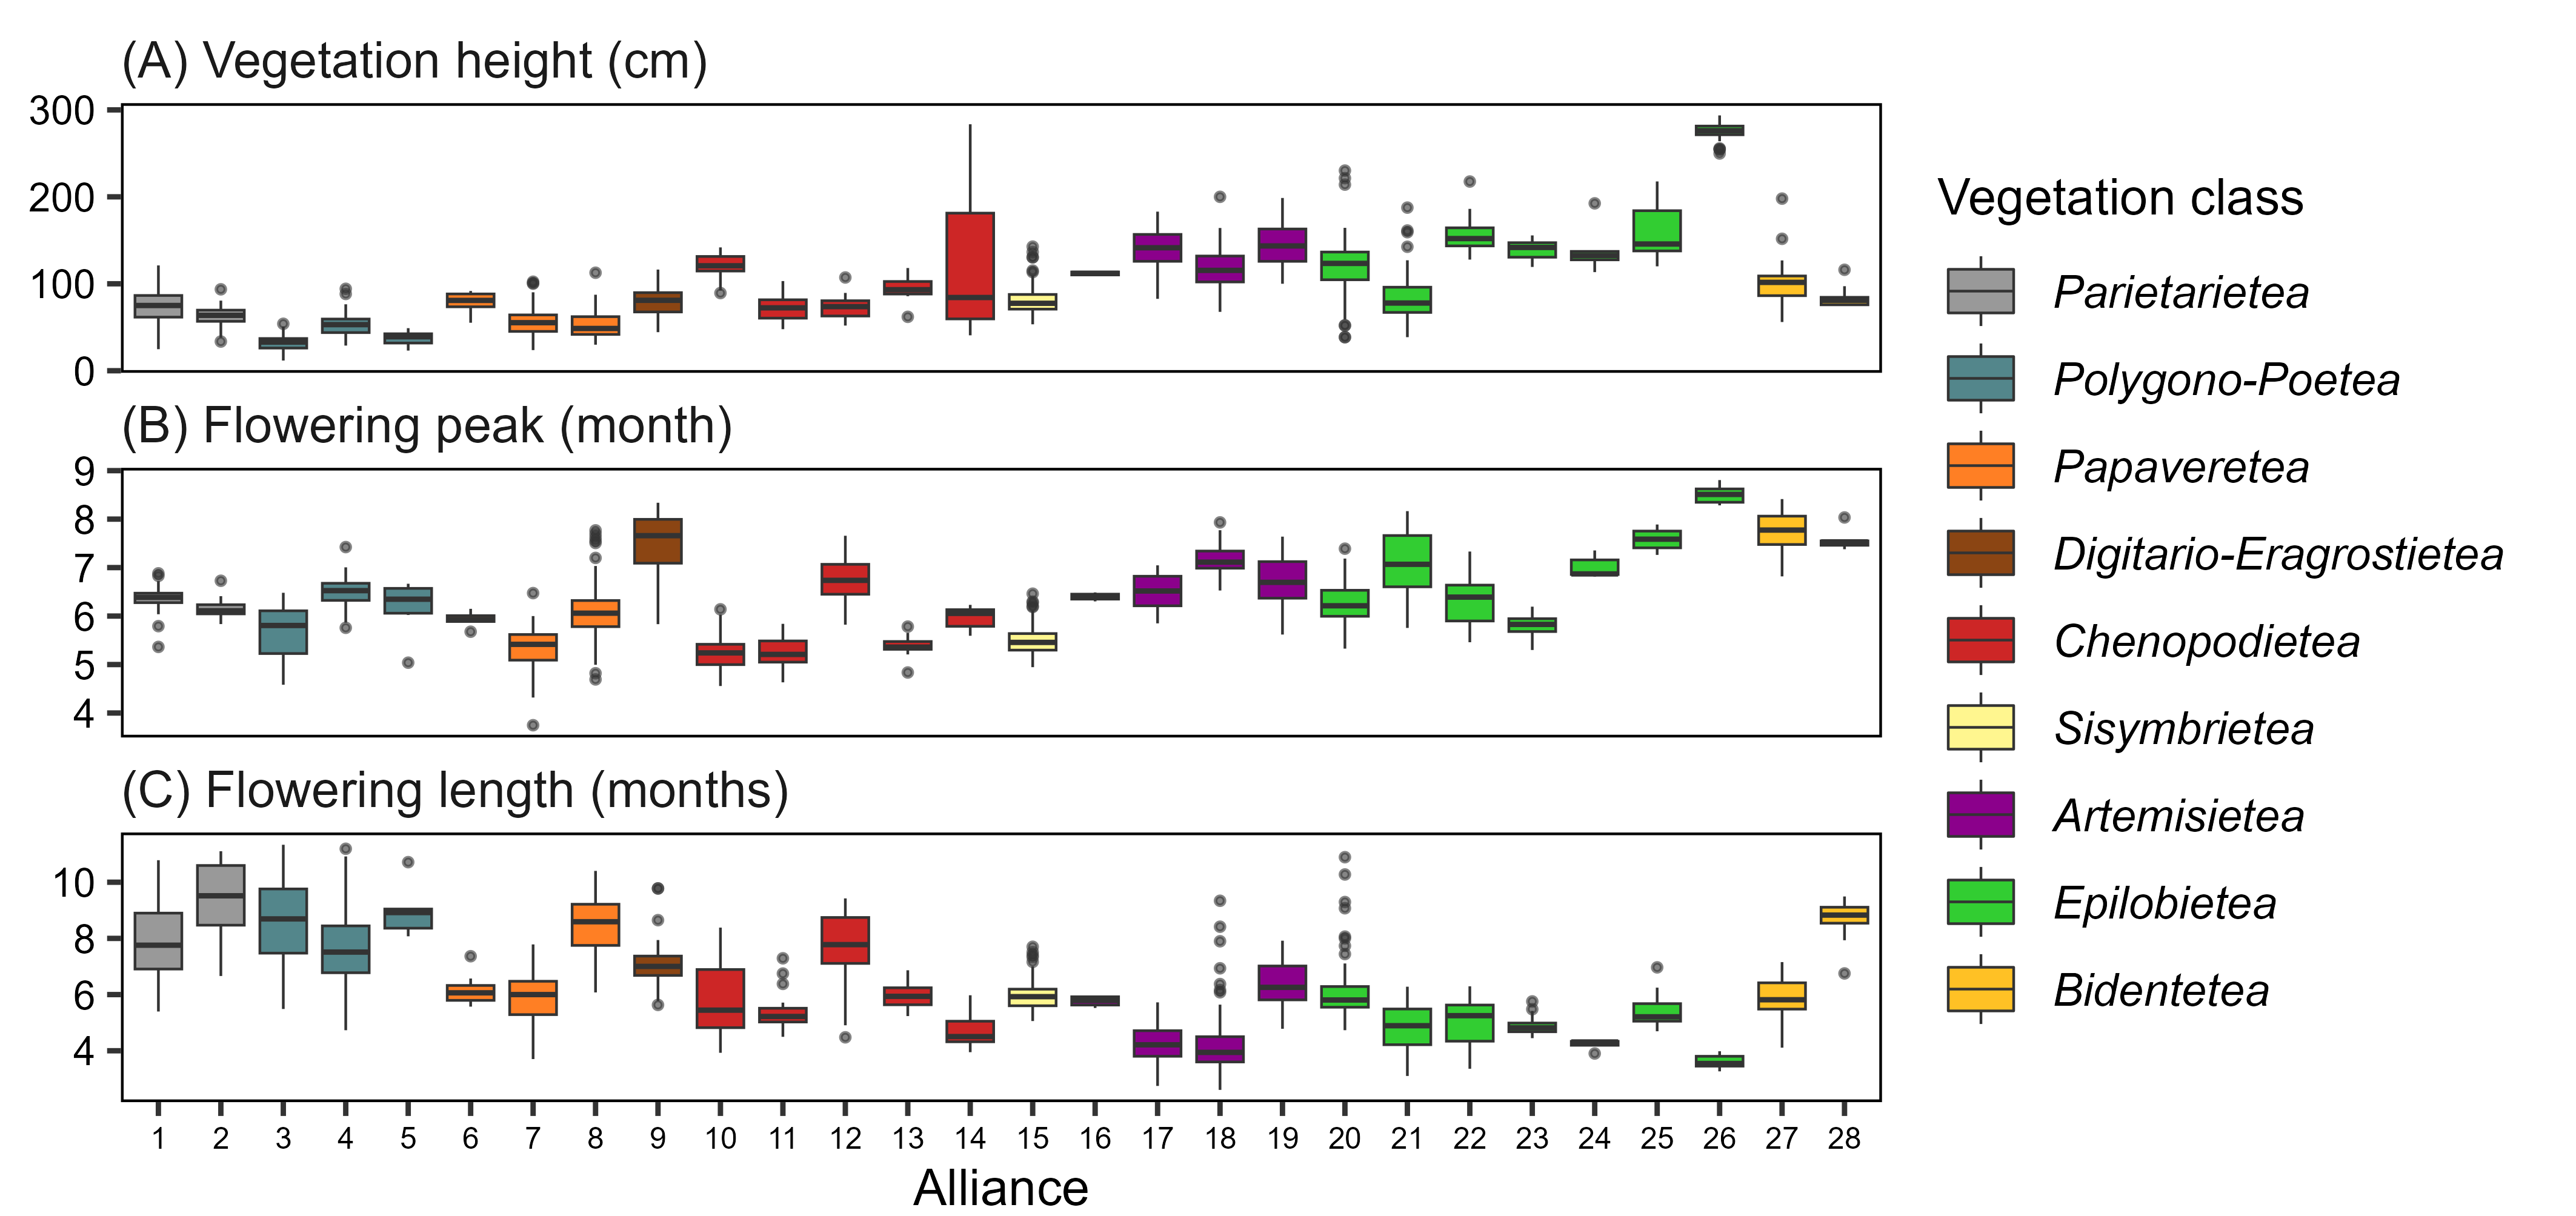 (A) Vegetation height (cm)
300
200
100
0
(B) Flowering peak (month)
9
8
7
6
5
4
(C) Flowering length (months)
10
8
6
4
1 2 3 4 5 6 7 8 9 10 11 12 13 14 15 16 17 18 19 20 21 22 23 24 25 26 27 28
Alliance
Vegetation class
Parietarietea
Polygono-Poetea
Papaveretea
Digitario-Eragrostietea
Chenopodietea
Sisymbrietea
Artemisietea
Epilobietea
Bidentetea